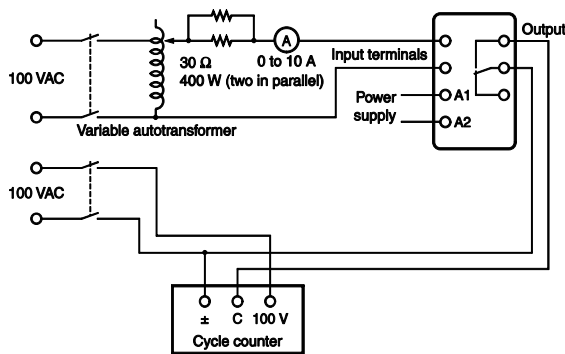 Output
A
30 Ω
0 to 10 A
Input terminals
100 VAC
400 W (two in parallel)
Power
supply
A1
A2
Variable autotransformer
100 VAC
± C 100 V
Cycle counter